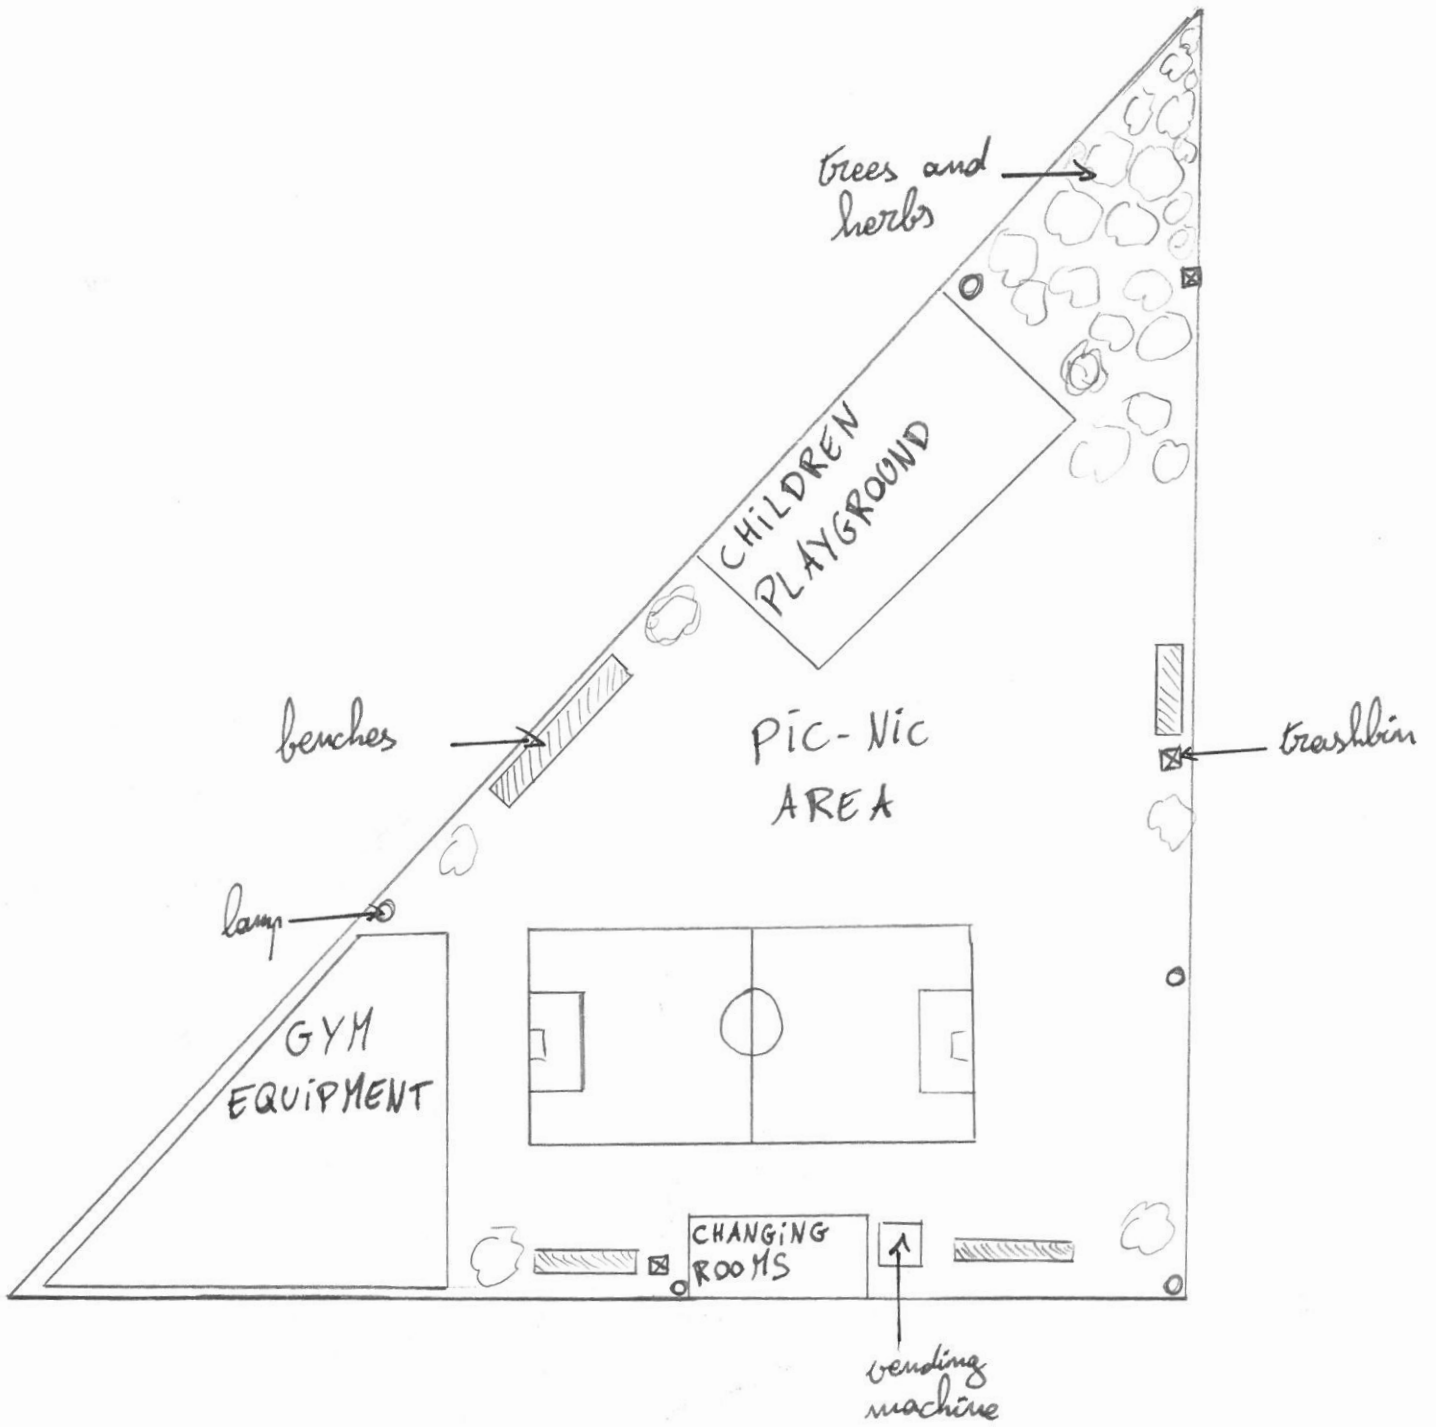 trees and
herbs
CHiLDREN
PLAYGROUND
benches
PiC-NiC
AREA
trashbin
lamp
GYM
EQUiPMENT
CHANGiNG
ROOMS
vending
machine